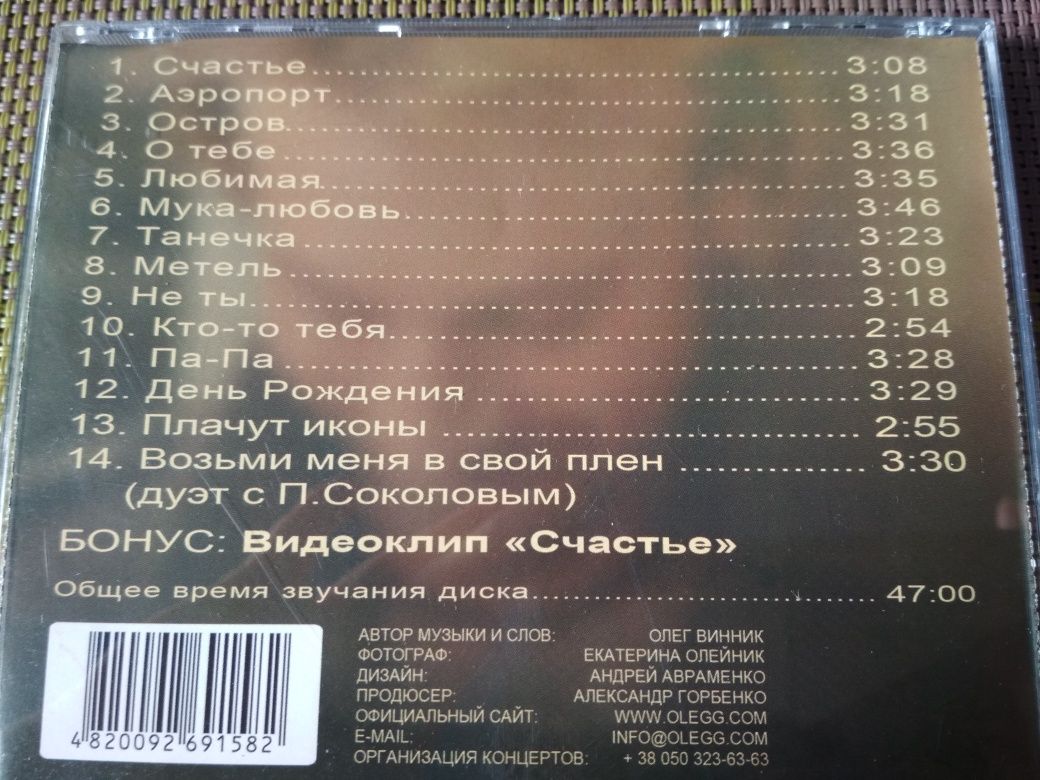 1. Счастье........................................ 3:08
2. Аэропорт........................................ 3:18
3. Остров........................................ 3:31
4. О тебе ........................................ 3:36
5. Любимая........................................ 3:35
6. Мука-любовь........................................ 3:46
7. Танечка ........................................ 3:23
8. Метель ........................................ 3:09
9. Не ты........................................ 3:18
10. Кто-то тебя ........................................ 2:54
11. Па-Па ........................................ 3:28
12. День Рождения ................................ 3:29
13. Плачут иконы ................................ 2:55
14. Возьми меня в свой плен ................ 3:30
(дуэт с П.Соколовым)
БОНУС: Видеоклип «Счастье»
Общее время звучания диска................................ 47:00
АВТОР МУЗЫКИ И СЛОВ: ОЛЕГ ВИННИК
ФОТОГРАФ: ЕКАТЕРИНА ОЛЕЙНИК
ДИЗАЙН: АНДРЕЙ АВРАМЕНКО
ПРОДЮСЕР: АЛЕКСАНДР ГОРБЕНКО
ОФИЦИАЛЬНЫЙ САЙТ: WWW.OLEGG.COM
E-MAIL: INFO@OLEGG.COM
ОРГАНИЗАЦИЯ КОНЦЕРТОВ: + 38 050 323-63-63
4 820092 691582